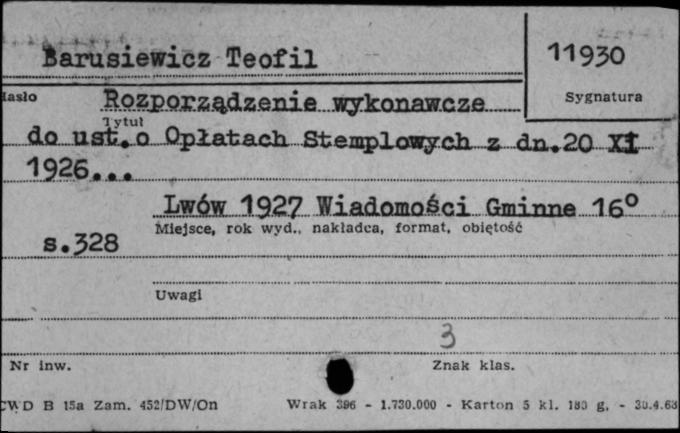 Barusiewicz Teofil
11930
Hasło
Sygnatura
Rozporządzenie wykonawcze
Tytuł
do ust.o Opłatach Stemplowych z dn.20 XI
1926...
Lwów 1927 Wiadomości Gminne 16°
Miejsce, rok wyd., nakładca, format, obiętość
s.328
Uwagi
3
Nr inw.
Znak klas.
CWD B 15a Zam. 452/DW/On Wrak 396 - 1.730.000 - Karton 5 kl. 180 g. - 30.4.63